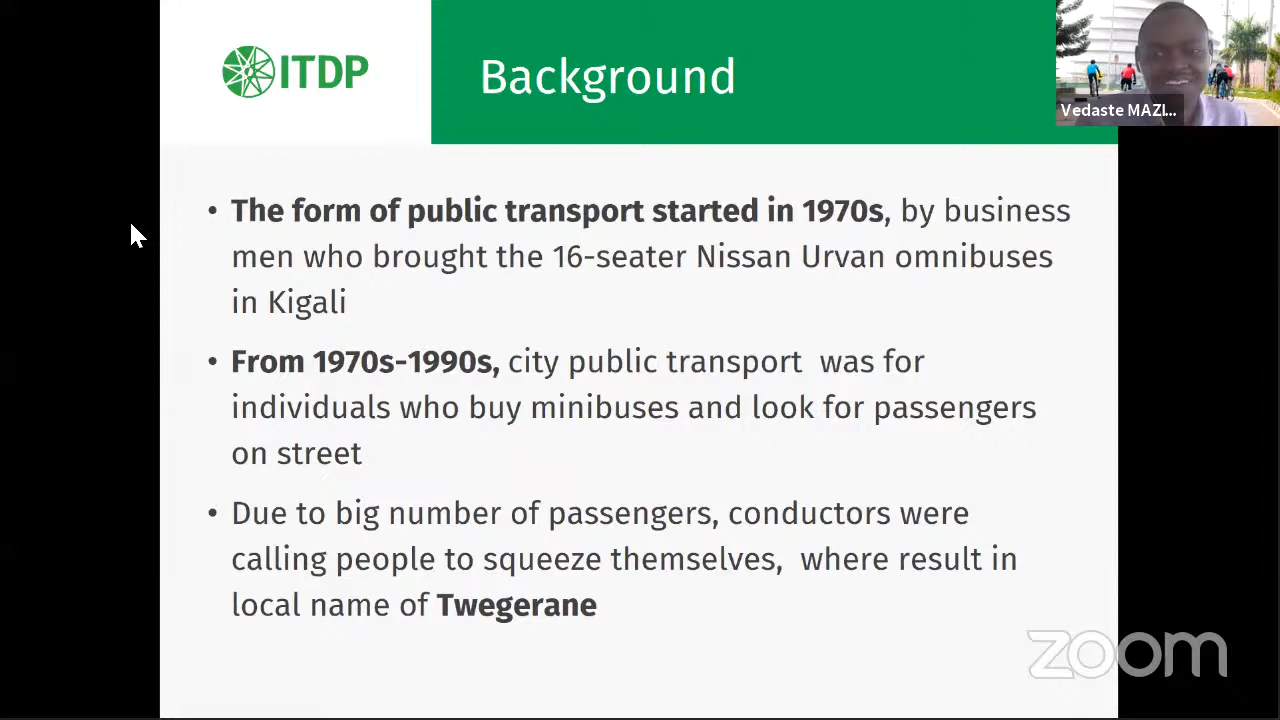 ITDP
Background
Vedaste MAZI...
• The form of public transport started in 1970s, by business
men who brought the 16-seater Nissan Urvan omnibuses
in Kigali
• From 1970s-1990s, city public transport was for
individuals who buy minibuses and look for passengers
on street
• Due to big number of passengers, conductors were
calling people to squeeze themselves, where result in
local name of Twegerane
zoom